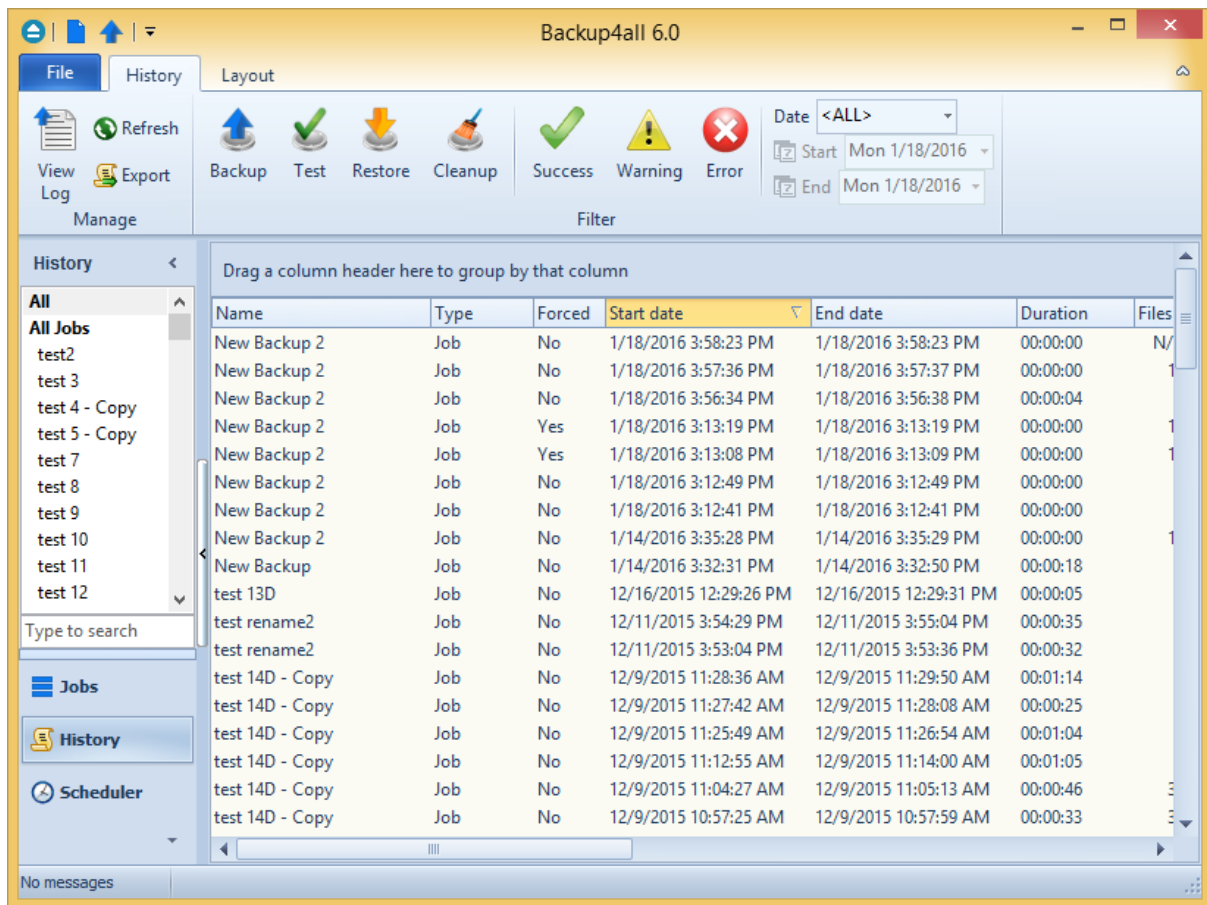 Backup4all 6.0
File History Layout
View Log
Refresh
Export
Manage
Backup Test Restore Cleanup Success Warning Error
Date <ALL>
Start Mon 1/18/2016
End Mon 1/18/2016
Filter
History
All
All Jobs
test2
test 3
test 4 - Copy
test 5 - Copy
test 7
test 8
test 9
test 10
test 11
test 12
Type to search
Jobs
History
Scheduler
Drag a column header here to group by that column
Name Type Forced Start date End date Duration Files
New Backup 2 Job No 1/18/2016 3:58:23 PM 1/18/2016 3:58:23 PM 00:00:00 N/
New Backup 2 Job No 1/18/2016 3:57:36 PM 1/18/2016 3:57:37 PM 00:00:00 1
New Backup 2 Job No 1/18/2016 3:56:34 PM 1/18/2016 3:56:38 PM 00:00:04
New Backup 2 Job Yes 1/18/2016 3:13:19 PM 1/18/2016 3:13:19 PM 00:00:00 1
New Backup 2 Job Yes 1/18/2016 3:13:08 PM 1/18/2016 3:13:09 PM 00:00:00 1
New Backup 2 Job No 1/18/2016 3:12:49 PM 1/18/2016 3:12:49 PM 00:00:00
New Backup 2 Job No 1/18/2016 3:12:41 PM 1/18/2016 3:12:41 PM 00:00:00
New Backup 2 Job No 1/14/2016 3:35:28 PM 1/14/2016 3:35:29 PM 00:00:00 1
New Backup Job No 1/14/2016 3:32:31 PM 1/14/2016 3:32:50 PM 00:00:18
test 13D Job No 12/16/2015 12:29:26 PM 12/16/2015 12:29:31 PM 00:00:05
test rename2 Job No 12/11/2015 3:54:29 PM 12/11/2015 3:55:04 PM 00:00:35
test rename2 Job No 12/11/2015 3:53:04 PM 12/11/2015 3:53:36 PM 00:00:32
test 14D - Copy Job No 12/9/2015 11:28:36 AM 12/9/2015 11:29:50 AM 00:01:14
test 14D - Copy Job No 12/9/2015 11:27:42 AM 12/9/2015 11:28:08 AM 00:00:25
test 14D - Copy Job No 12/9/2015 11:25:49 AM 12/9/2015 11:26:54 AM 00:01:04
test 14D - Copy Job No 12/9/2015 11:12:55 AM 12/9/2015 11:14:00 AM 00:01:05
test 14D - Copy Job No 12/9/2015 11:04:27 AM 12/9/2015 11:05:13 AM 00:00:46
test 14D - Copy Job No 12/9/2015 10:57:25 AM 12/9/2015 10:57:59 AM 00:00:33
No messages